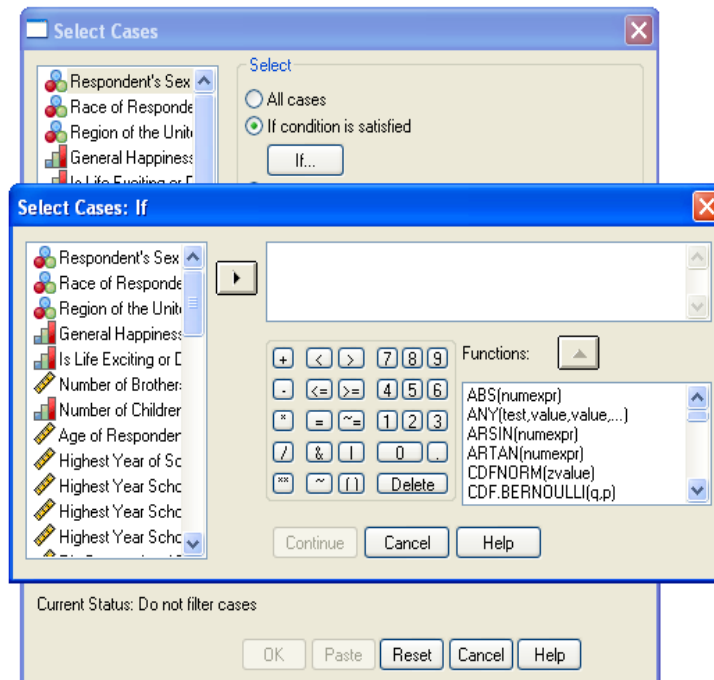 Select Cases
Respondent's Sex
Race of Responde
Region of the Unit
General Happiness
Select
All cases
If condition is satisfied
If...
Select Cases: If
Respondent's Sex
Race of Responde
Region of the Unit
General Happiness
Is Life Exciting or D
Number of Brother
Number of Childrer
Age of Responder
Highest Year of Sc
Highest Year Scho
Highest Year Scho
Highest Year Scho
+ < > 7 8 9
- <= >= 4 5 6
* = ~= 1 2 3
/ & | 0 .
** ~ () Delete
Functions:
ABS(numexpr)
ANY(test,value,value,...)
ARSIN(numexpr)
ARTAN(numexpr)
CDFNORM(zvalue)
CDF.BERNOULLI(q,p)
Continue Cancel Help
Current Status: Do not filter cases
OK Paste Reset Cancel Help